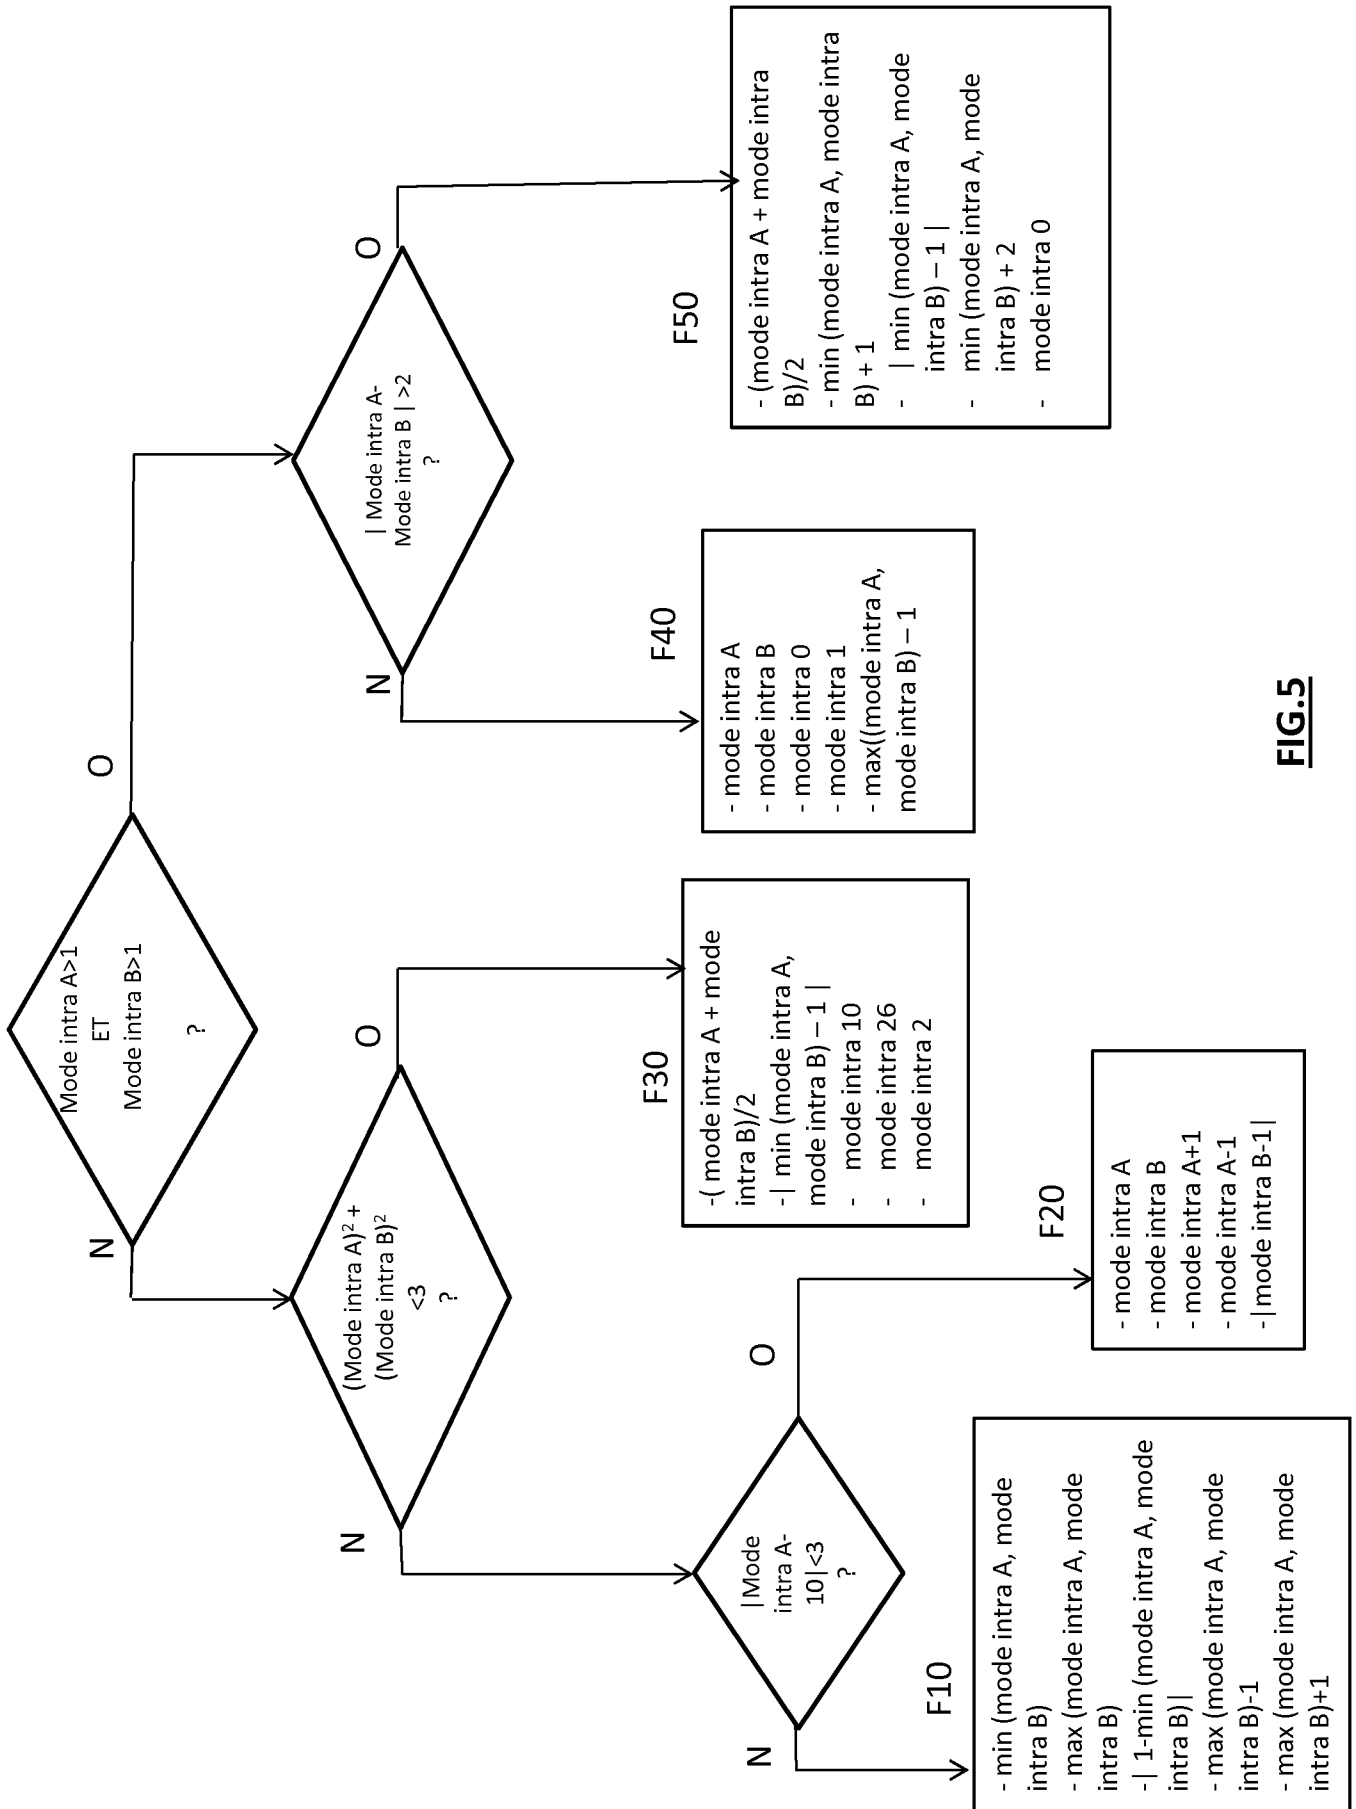 Mode intra A>1
ET
Mode intra B>1
?
N
O
(Mode intra A)² +
(Mode intra B)²
<3
?
N
O
| Mode intra A-
Mode intra B | >2
?
N
O
|Mode
intra A-
10|<3
?
N
O
F10
- min (mode intra A, mode
intra B)
- max (mode intra A, mode
intra B)
-| 1-min (mode intra A, mode
intra B)|
- max (mode intra A, mode
intra B)-1
- max (mode intra A, mode
intra B)+1
F20
- mode intra A
- mode intra B
- mode intra A+1
- mode intra A-1
-|mode intra B-1|
F30
-( mode intra A + mode
intra B)/2
-| min (mode intra A,
mode intra B) – 1 |
- mode intra 10
- mode intra 26
- mode intra 2
F40
- mode intra A
- mode intra B
- mode intra 0
- mode intra 1
- max((mode intra A,
mode intra B) – 1
F50
- (mode intra A + mode intra
B)/2
- min (mode intra A, mode intra
B) + 1
- | min (mode intra A, mode
intra B) – 1 |
- min (mode intra A, mode
intra B) + 2
- mode intra 0
FIG.5